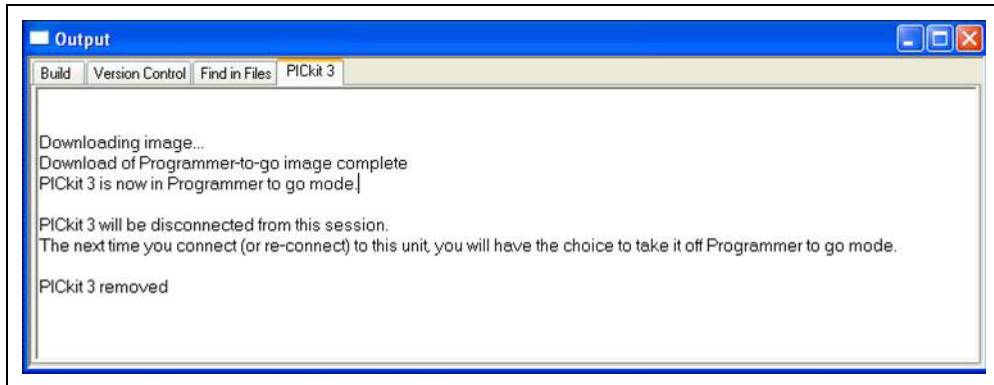 Output
Build Version Control Find in Files PICkit 3
Downloading image...
Download of Programmer-to-go image complete
PICkit 3 is now in Programmer to go mode.
PICkit 3 will be disconnected from this session.
The next time you connect (or re-connect) to this unit, you will have the choice to take it off Programmer to go mode.
PICkit 3 removed